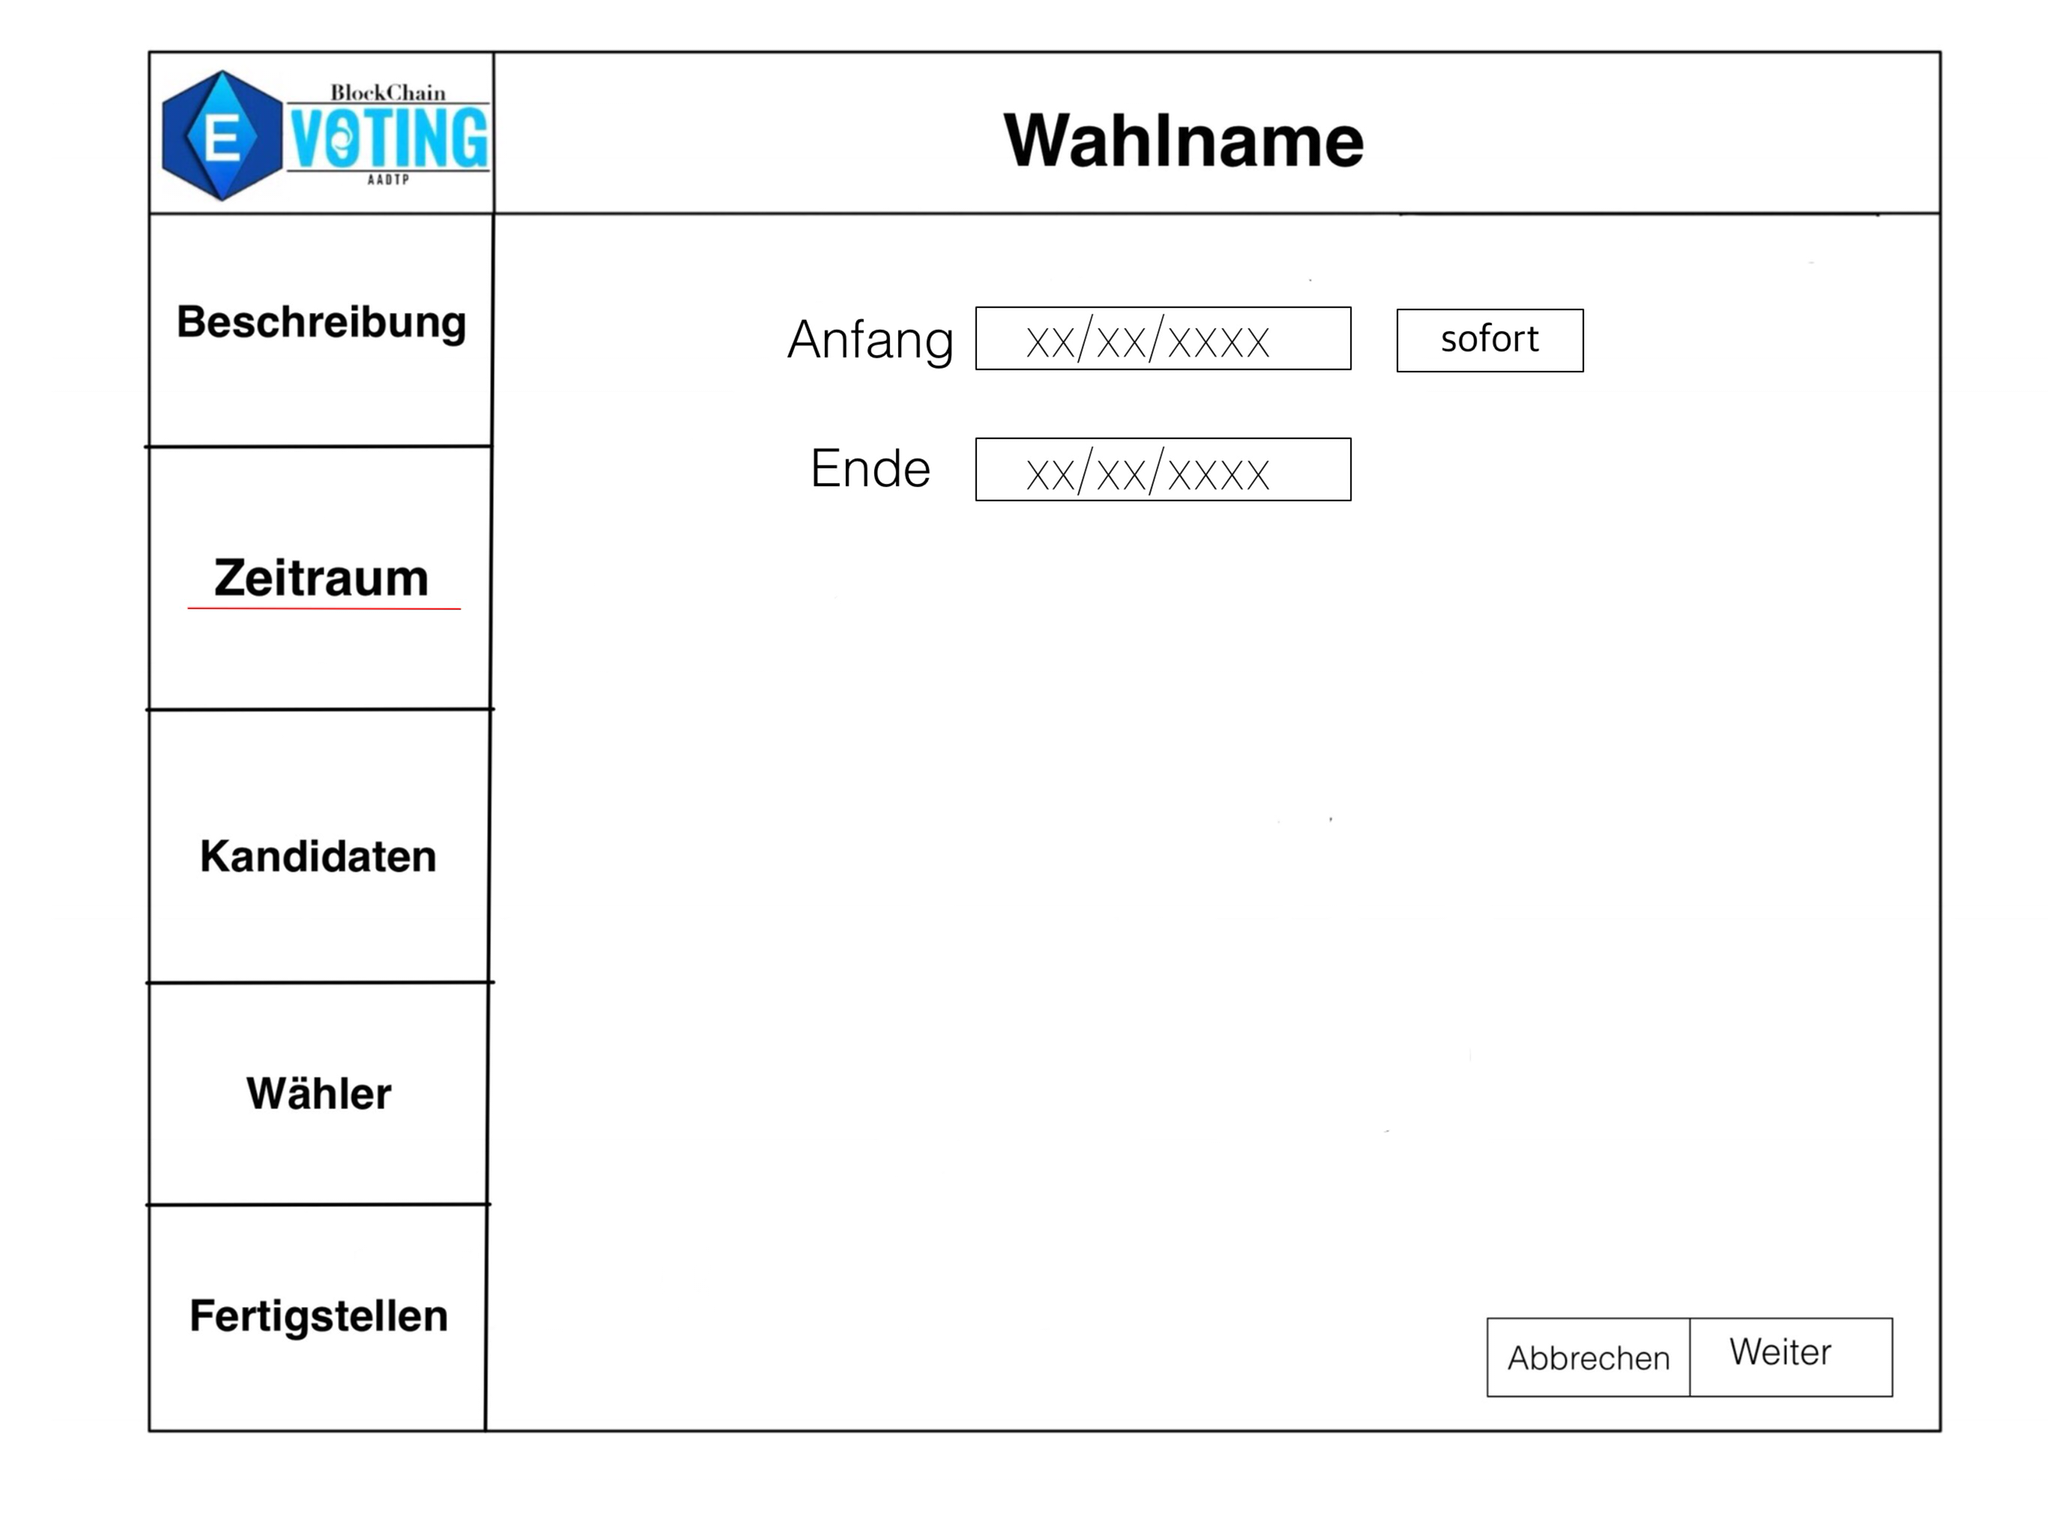 BlockChain
E VOTING
AADTP
Wahlname
Beschreibung
Zeitraum
Kandidaten
Wähler
Fertigstellen
Anfang xx/xx/xxxx sofort
Ende xx/xx/xxxx
Abbrechen Weiter